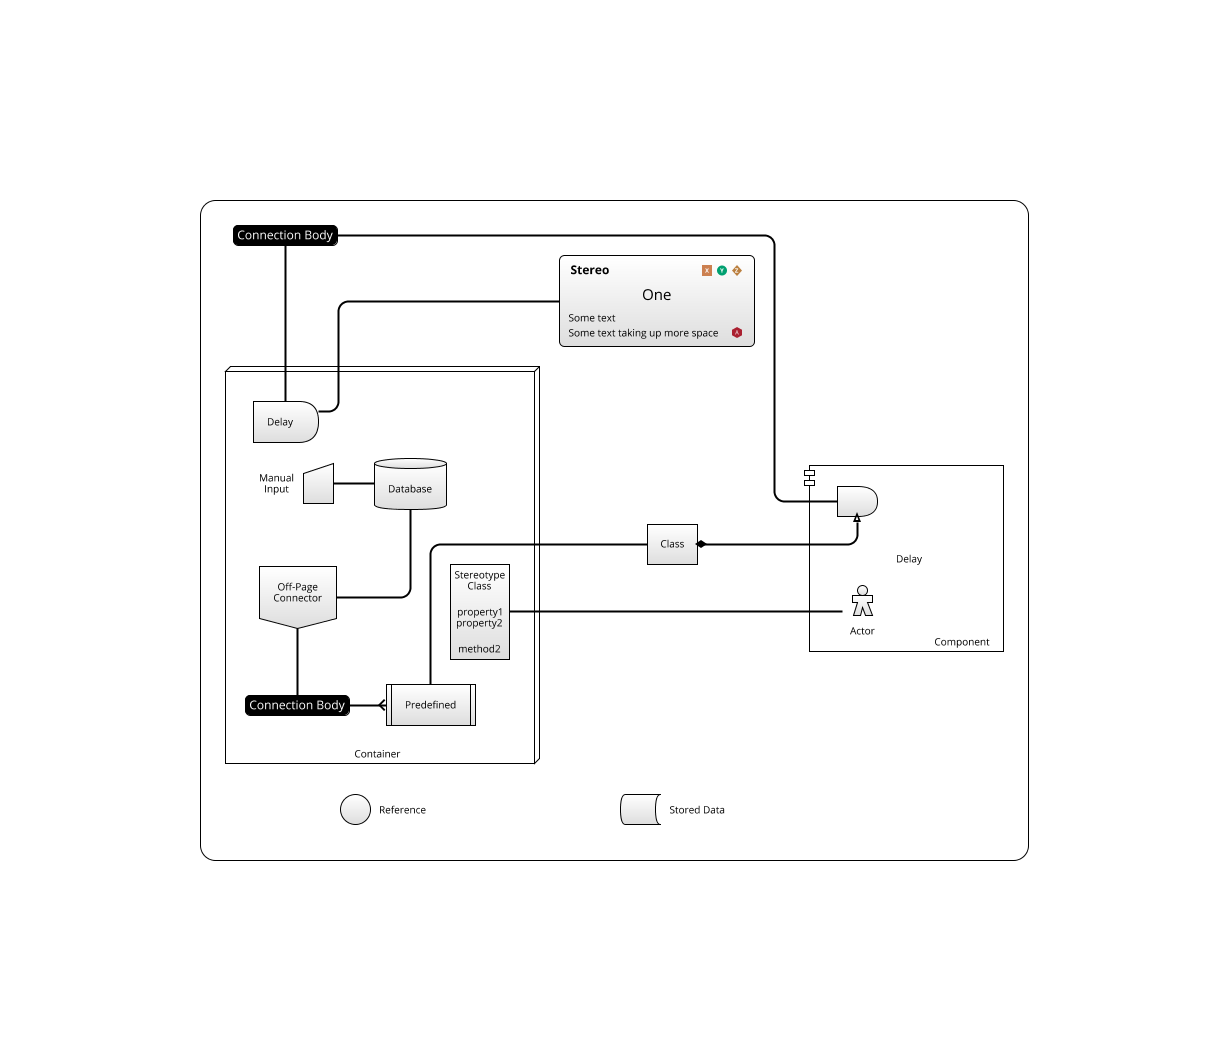 Connection Body
Stereo
X
Y
Z
One
Some text
Some text taking up more space
A
Delay
Manual
Input
Database
Class
Delay
Stereotype
Class
property1
property2
method2
Off-Page
Connector
Actor
Component
Connection Body
Predefined
Container
Reference
Stored Data